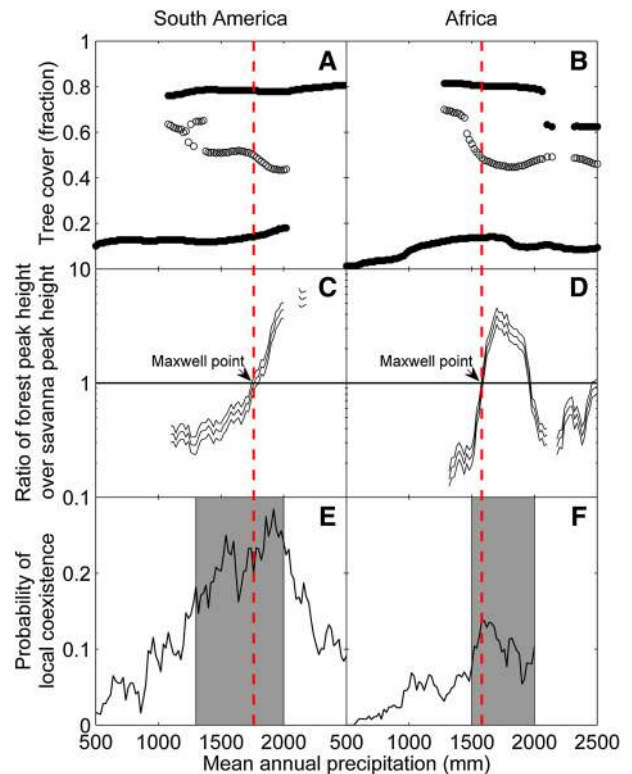 South America
Africa
Tree cover (fraction)
1
0.8
0.6
0.4
0.2
A
B
Ratio of forest peak height
over savanna peak height
10
1
0.1
C
D
Maxwell point
Maxwell point
Probability of
local coexistence
0.2
0.1
0
E
F
500
1000
1500
2000
500
1000
1500
2000
2500
Mean annual precipitation (mm)